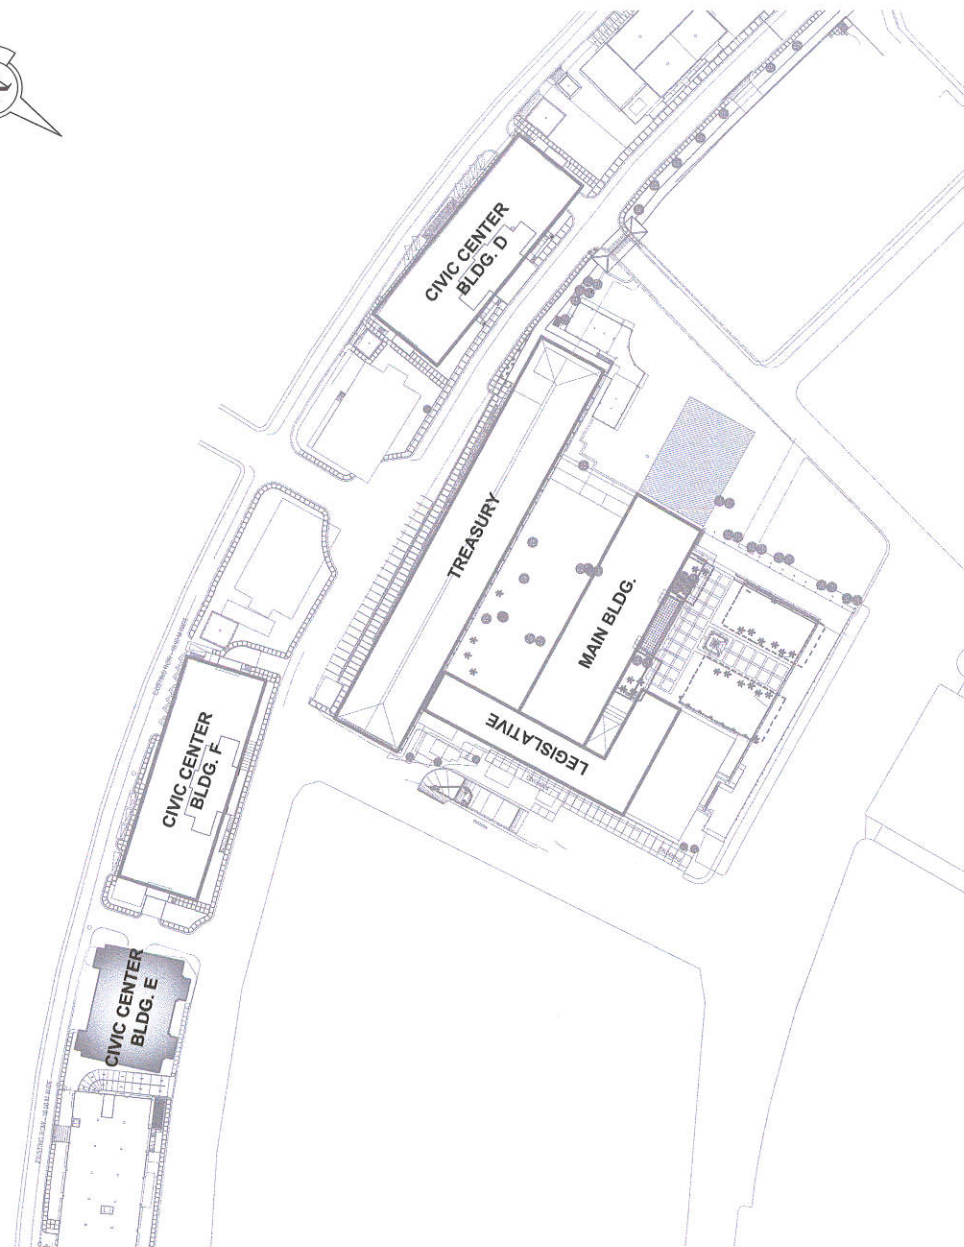 CIVIC CENTER
BLDG. D
TREASURY
MAIN BLDG.
LEGISLATIVE
CIVIC CENTER
BLDG. F
CIVIC CENTER
BLDG. E